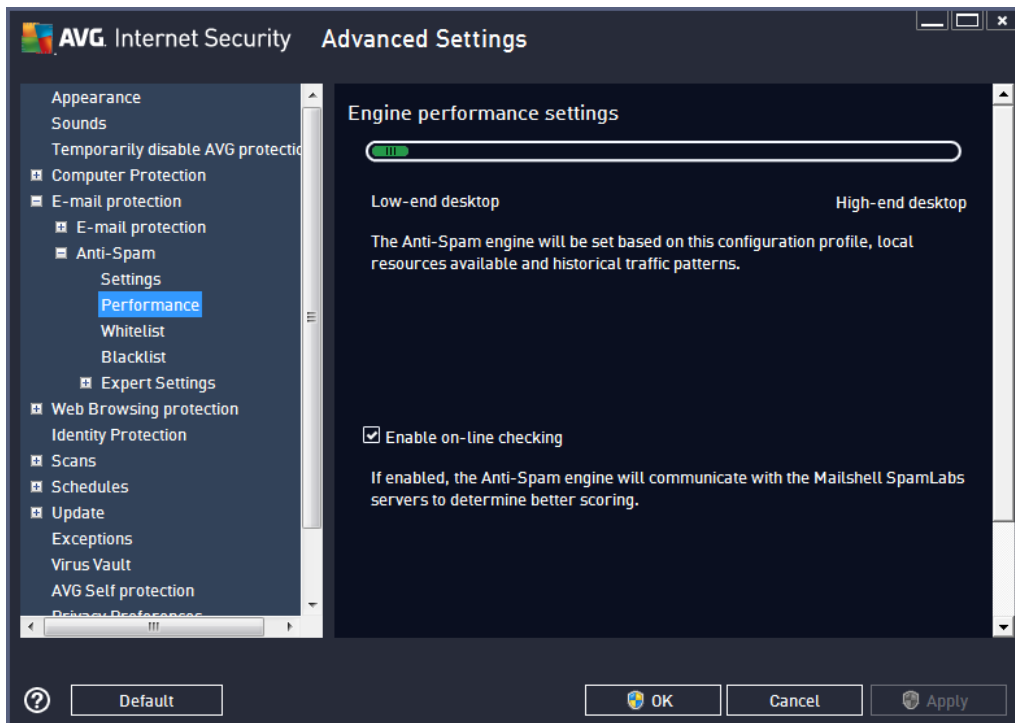 AVG. Internet Security Advanced Settings
Appearance
Sounds
Temporarily disable AVG protectio
Computer Protection
E-mail protection
E-mail protection
Anti-Spam
Settings
Performance
Whitelist
Blacklist
Expert Settings
Web Browsing protection
Identity Protection
Scans
Schedules
Update
Exceptions
Virus Vault
AVG Self protection
Privacy Preferences
Engine performance settings
Low-end desktop High-end desktop
The Anti-Spam engine will be set based on this configuration profile, local
resources available and historical traffic patterns.
Enable on-line checking
If enabled, the Anti-Spam engine will communicate with the Mailshell SpamLabs
servers to determine better scoring.
Default OK Cancel Apply